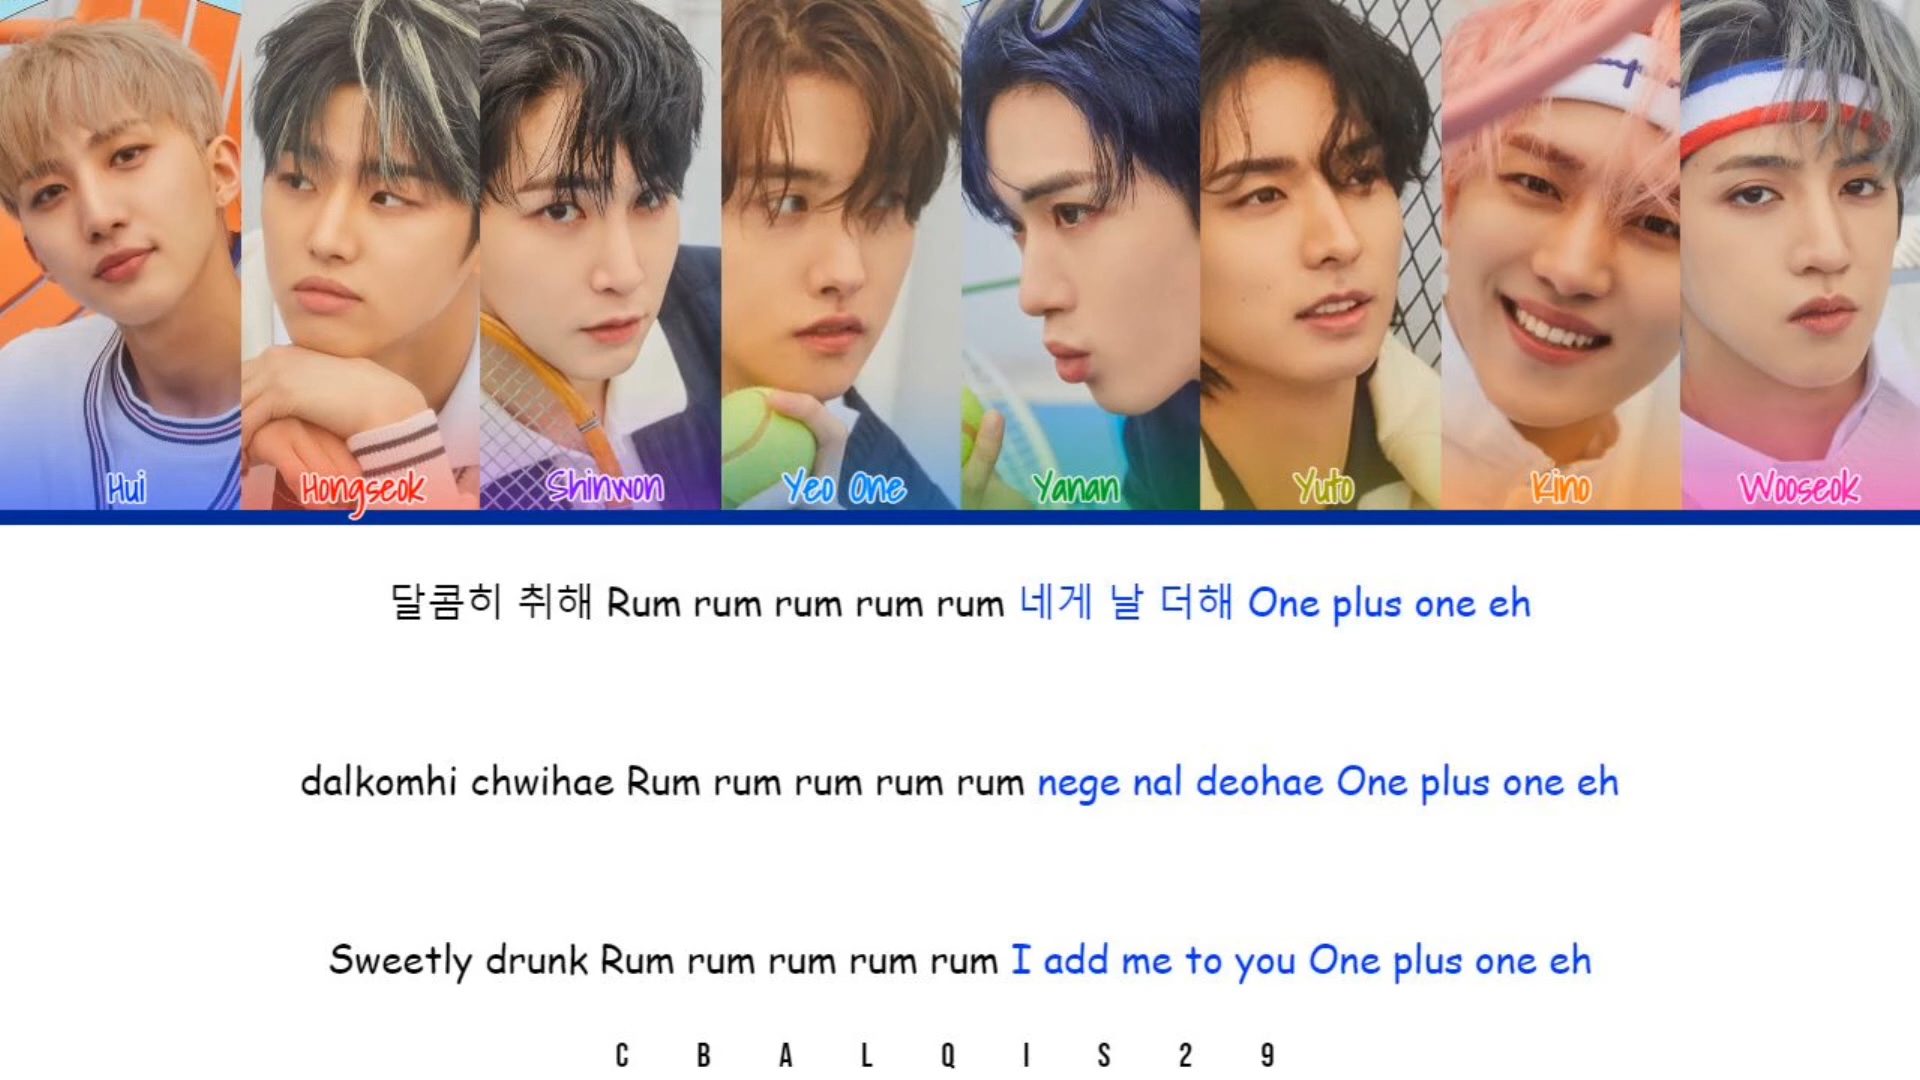 Hui Hongseok Shinwon Yeo One Yanan Yuto Kino Wooseok
달콤히 취해 Rum rum rum rum rum 네게 날 더해 One plus one eh
dalkomhi chwihae Rum rum rum rum rum nege nal deohae One plus one eh
Sweetly drunk Rum rum rum rum rum I add me to you One plus one eh
C B A L Q I S 2 9